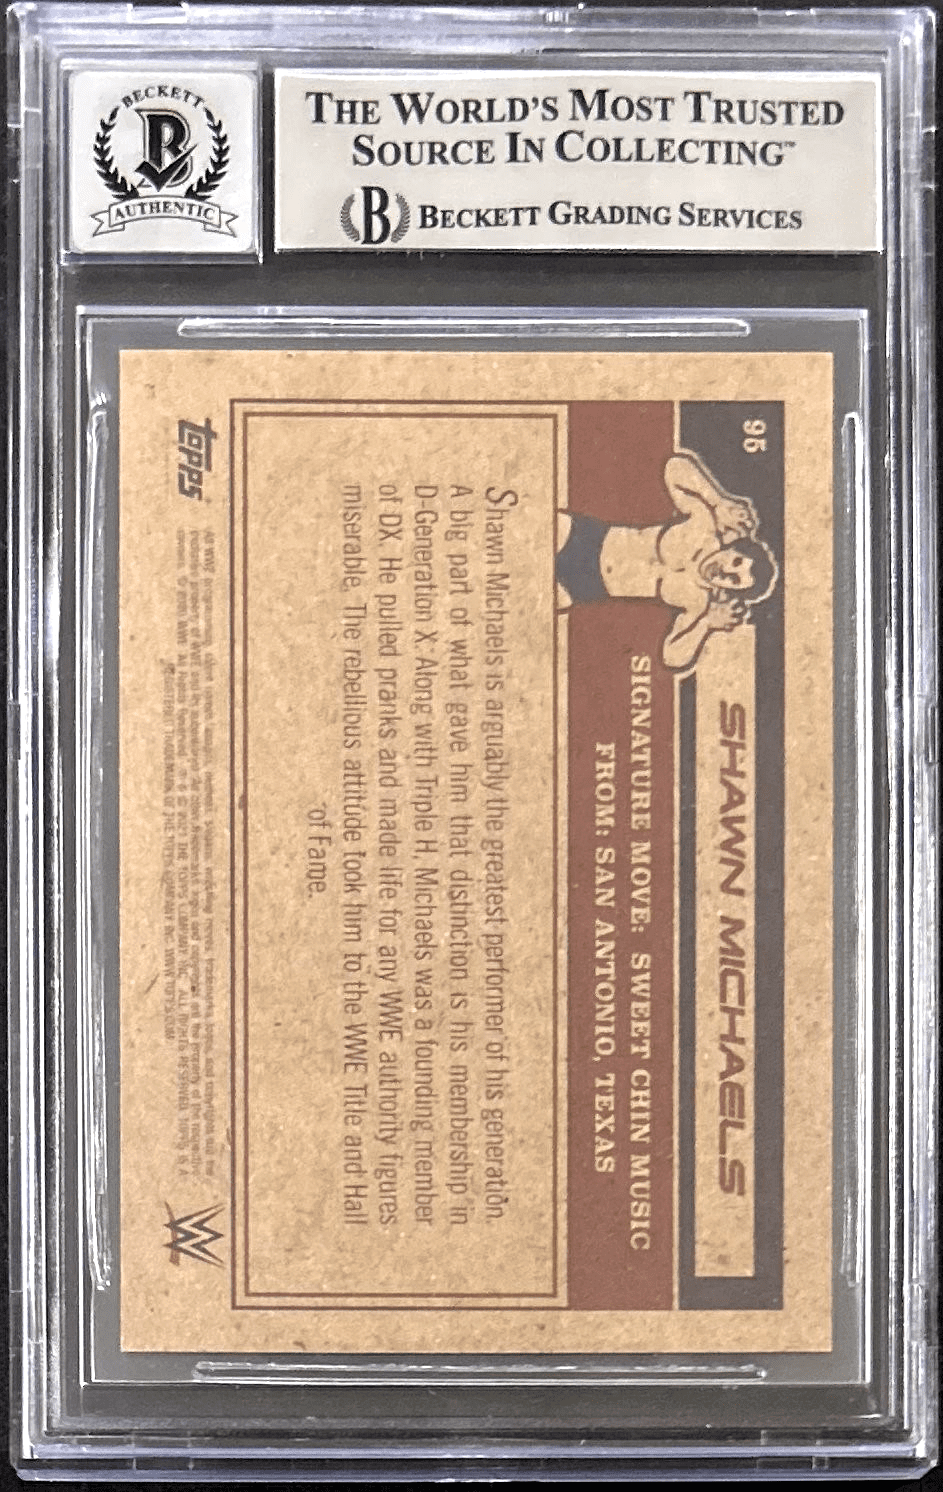 BECKETT
B
AUTHENTIC
THE WORLD'S MOST TRUSTED
SOURCE IN COLLECTING™
B BECKETT GRADING SERVICES
95
SHAWN MICHAELS
SIGNATURE MOVE: SWEET CHIN MUSIC
FROM: SAN ANTONIO, TEXAS
Shawn Michaels is arguably the greatest performer of his generation.
A big part of what gave him that distinction is his membership in
D-Generation X. Along with Triple H, Michaels was a founding member
of DX. He pulled pranks and made life for any WWE authority figures
miserable. The rebellious attitude took him to the WWE Title and Hall
of Fame.
topps
W